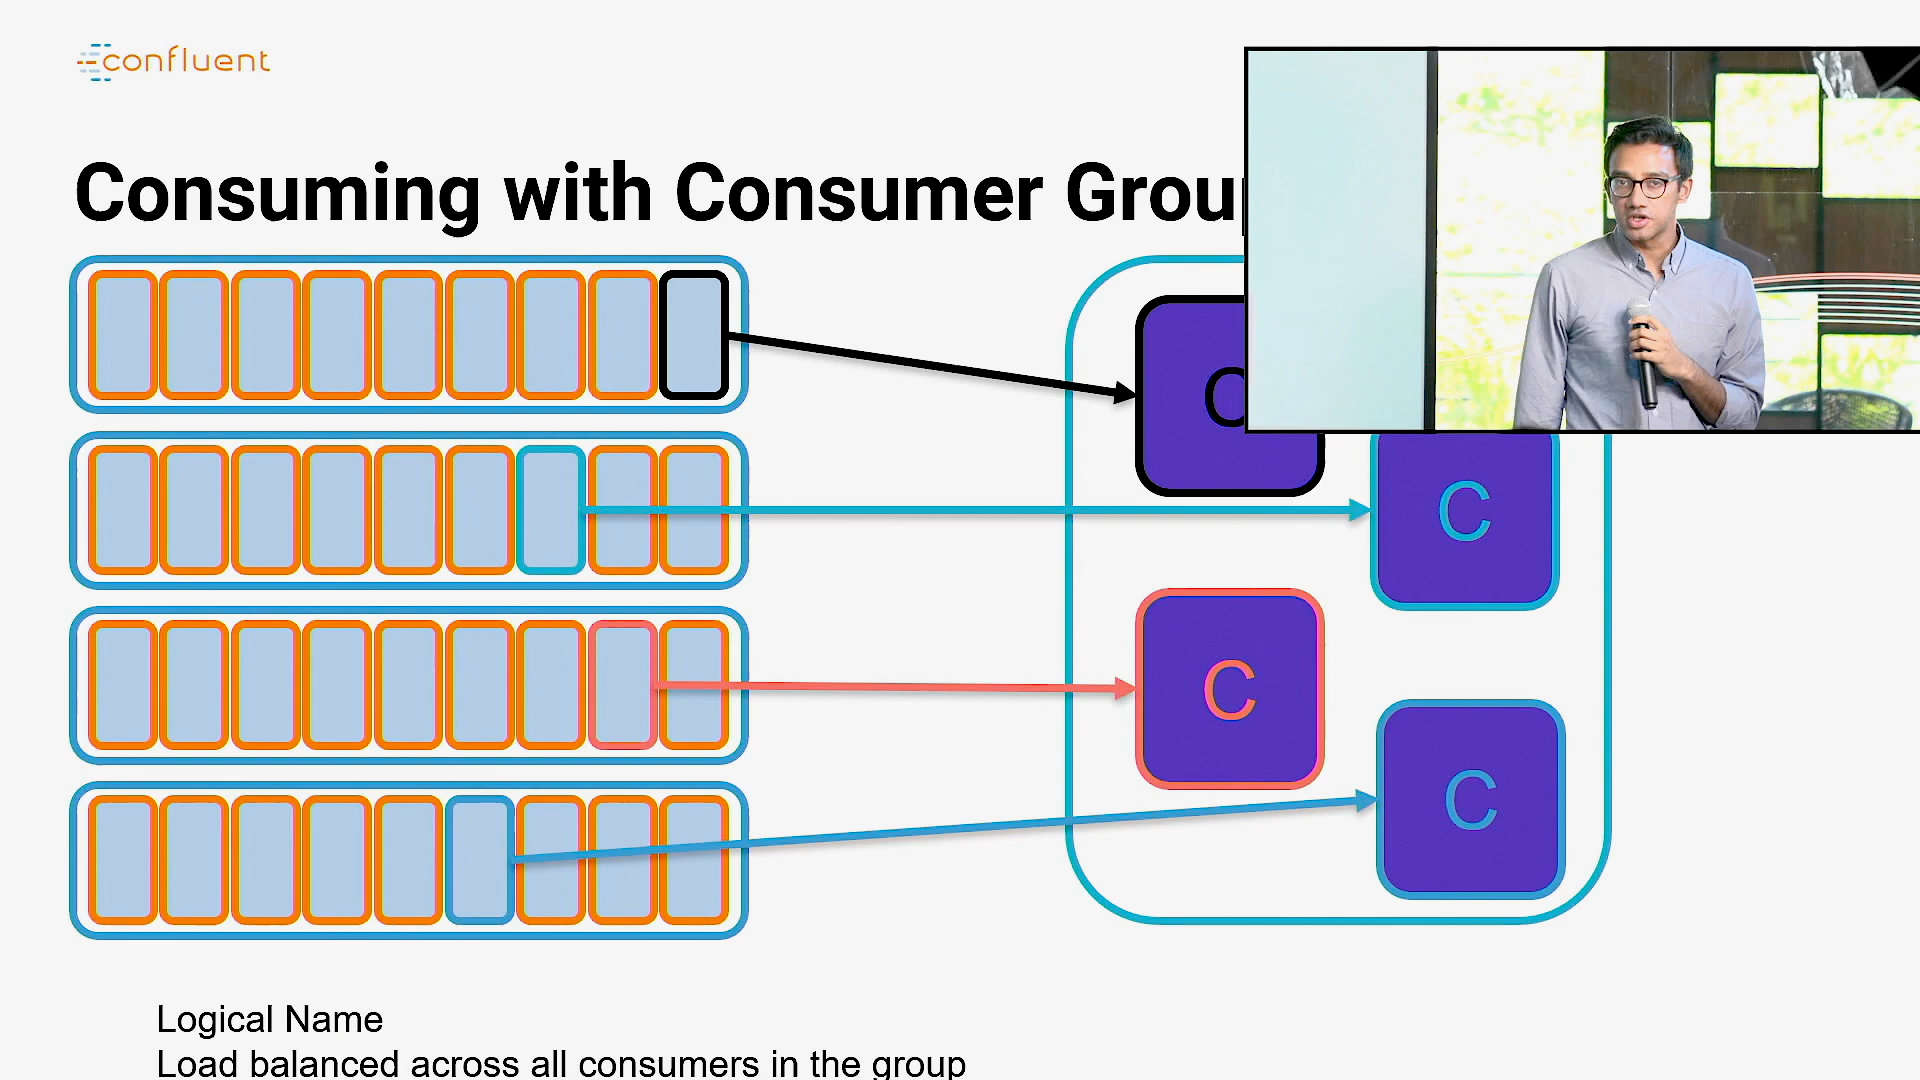 confluent
Consuming with Consumer Grou
C
C
C
C
Logical Name
Load balanced across all consumers in the group